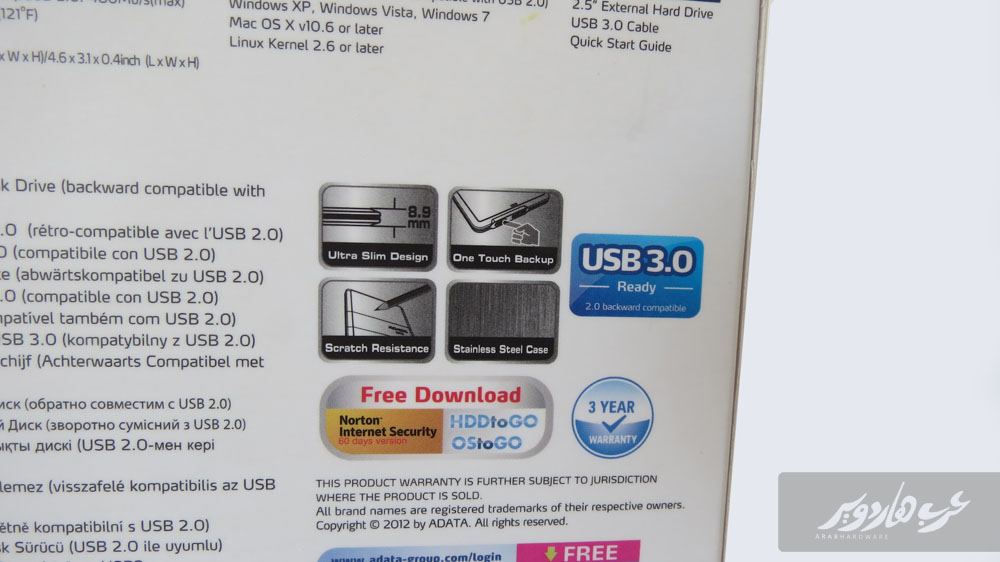 (121°F)
x W x H)/4.6 x 3.1 x 0.4inch (L x W x H)
Windows XP, Windows Vista, Windows 7
Mac OS X v10.6 or later
Linux Kernel 2.6 or later
2.5" External Hard Drive
USB 3.0 Cable
Quick Start Guide
k Drive (backward compatible with
.0 (rétro-compatible avec l'USB 2.0)
0 (compatibile con USB 2.0)
(abwärtskompatibel zu USB 2.0)
.0 (compatible con USB 2.0)
patível também com USB 2.0)
SB 3.0 (kompatybilny z USB 2.0)
chijf (Achterwaarts Compatibel met
иск (обратно совместим с USB 2.0)
й Диск (зворотно сумісний з USB 2.0)
ықты дискі (USB 2.0-мен кері
lemez (visszafelé kompatibilis az USB
ětně kompatibilní s USB 2.0)
sk Sürücü (USB 2.0 ile uyumlu)
8.9
mm
Ultra Slim Design
One Touch Backup
Scratch Resistance
Stainless Steel Case
USB 3.0
Ready
2.0 backward compatible
Free Download
Norton™
Internet Security
60 days version
HDDtoGO
OStoGO
3 YEAR
WARRANTY
THIS PRODUCT WARRANTY IS FURTHER SUBJECT TO JURISDICTION
WHERE THE PRODUCT IS SOLD.
All brand names are registered trademarks of their respective owners.
Copyright © 2012 by ADATA. All rights reserved.
www.adata-group.com/login
FREE
عرب هاردوير
ARABHARDWARE